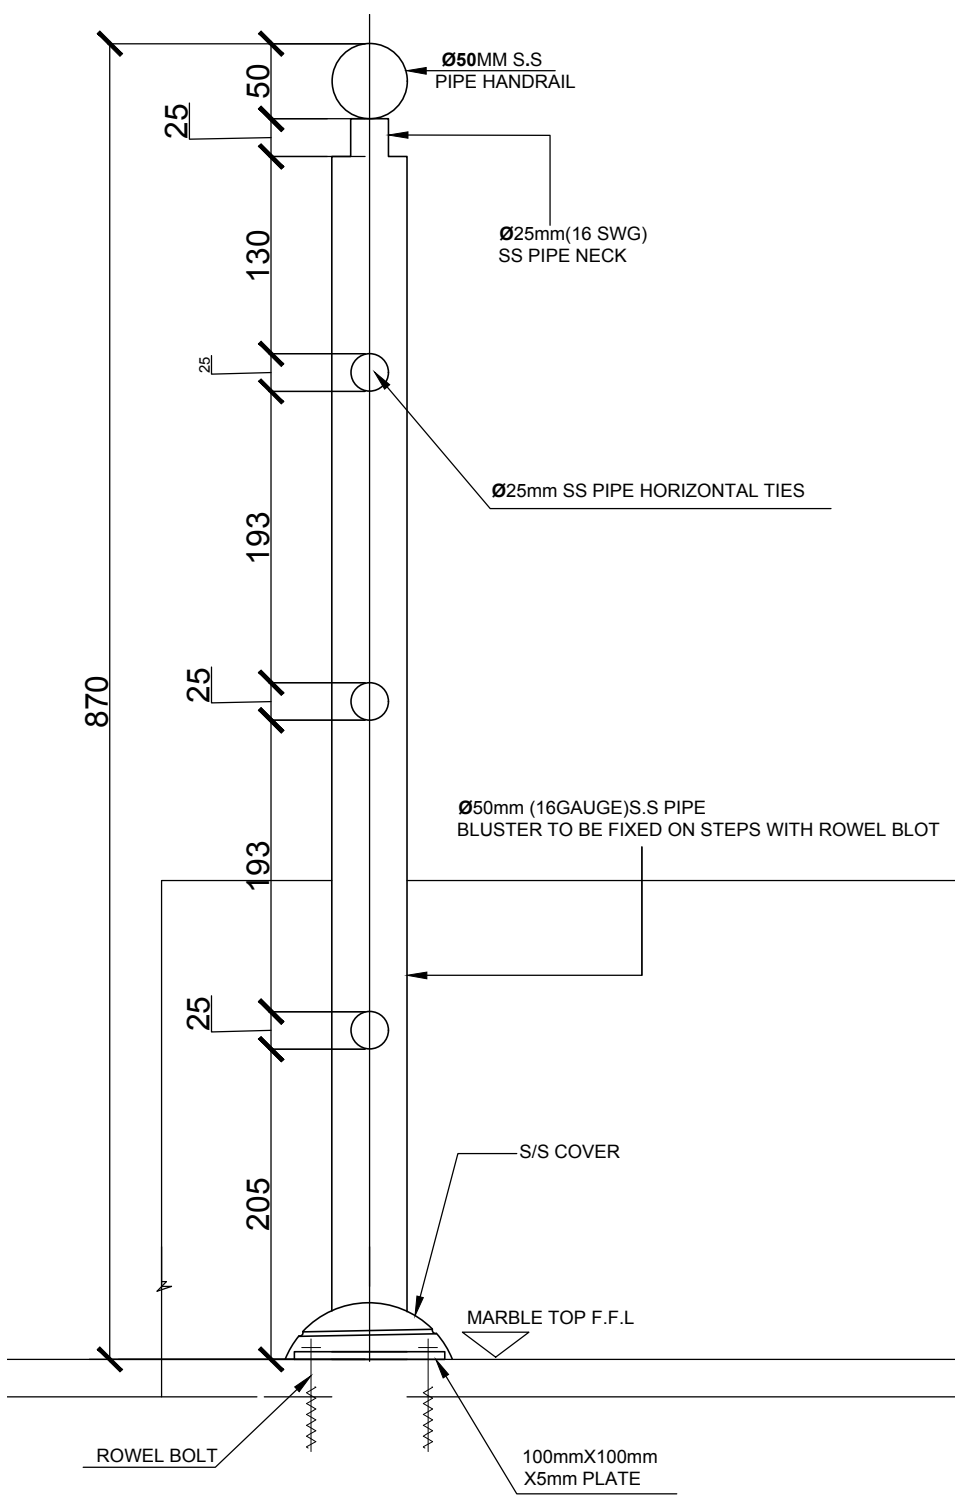 Ø50MM S.S
PIPE HANDRAIL
50
25
Ø25mm(16 SWG)
SS PIPE NECK
130
25
Ø25mm SS PIPE HORIZONTAL TIES
193
25
870
Ø50mm (16GAUGE)S.S PIPE
BLUSTER TO BE FIXED ON STEPS WITH ROWEL BLOT
193
25
S/S COVER
205
MARBLE TOP F.F.L
ROWEL BOLT
100mmX100mm
X5mm PLATE